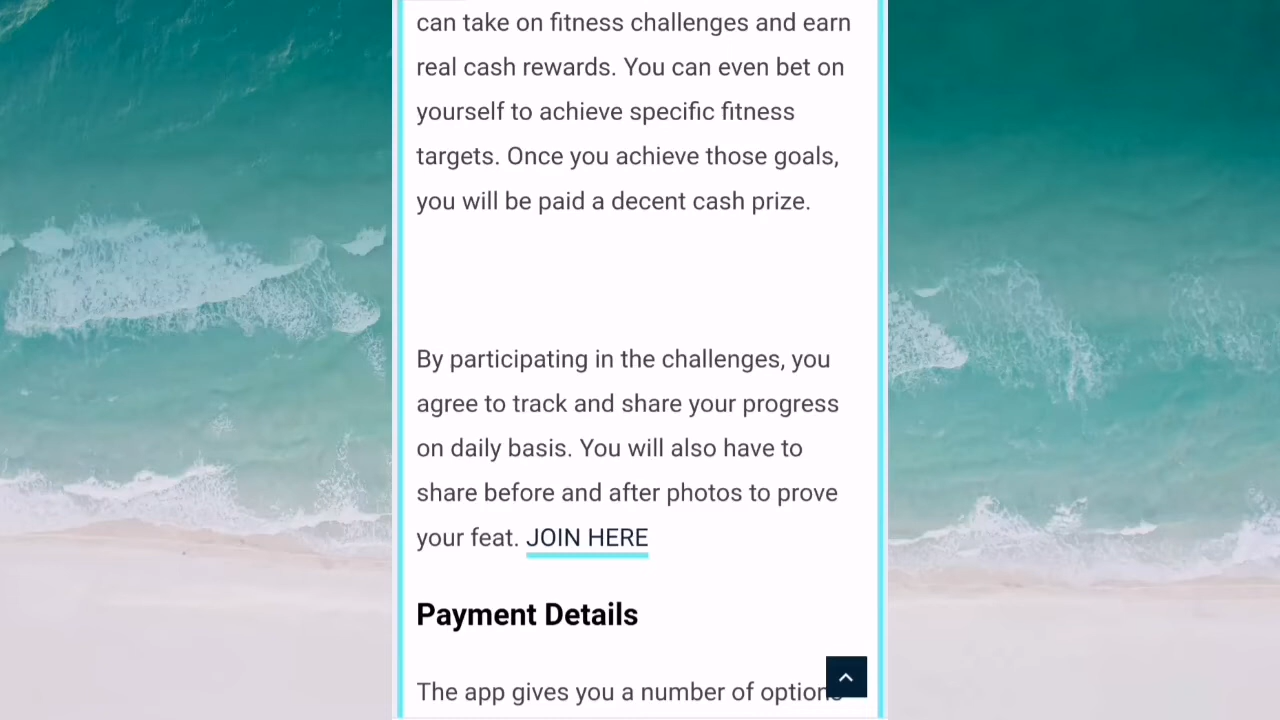 can take on fitness challenges and earn
real cash rewards. You can even bet on
yourself to achieve specific fitness
targets. Once you achieve those goals,
you will be paid a decent cash prize.
By participating in the challenges, you
agree to track and share your progress
on daily basis. You will also have to
share before and after photos to prove
your feat. JOIN HERE
Payment Details
The app gives you a number of options